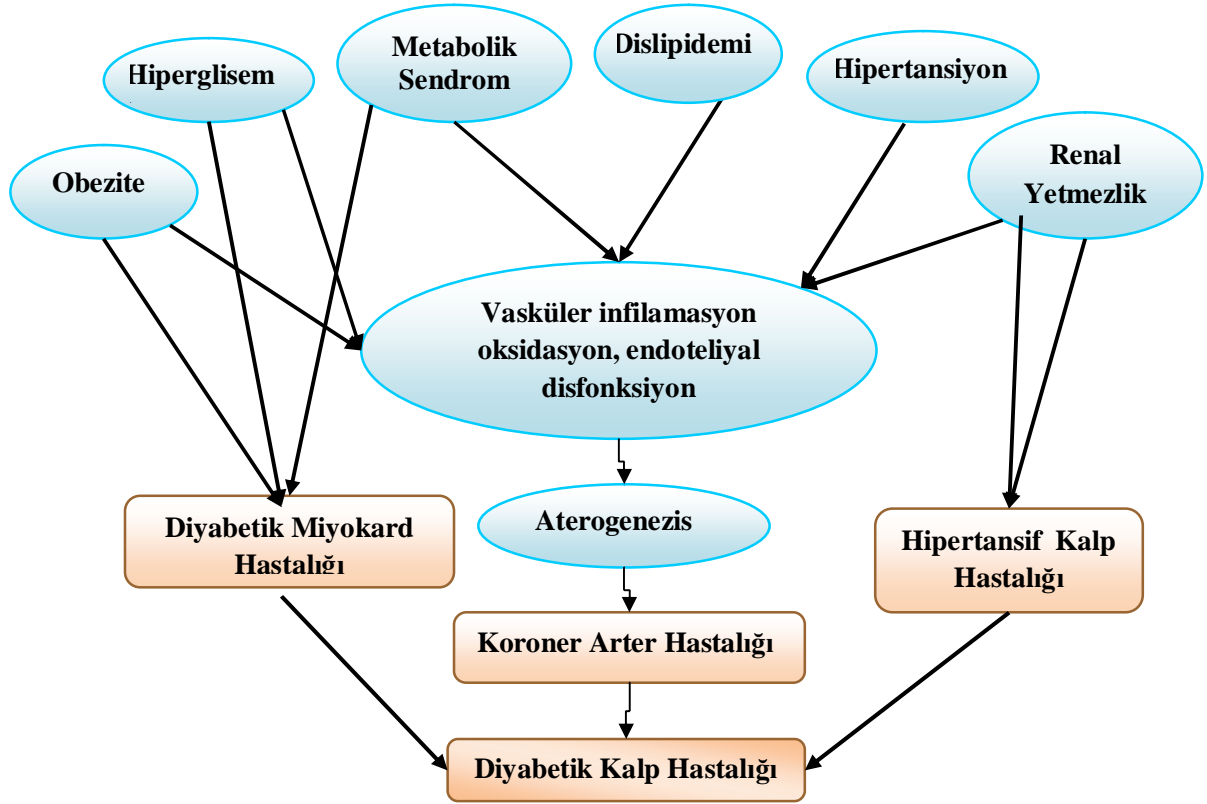 Hiperglisem
Metabolik
Sendrom
Dislipidemi
Hipertansiyon
Obezite
Renal
Yetmezlik
Vasküler infilamasyon
oksidasyon, endoteliyal
disfonksiyon
Diyabetik Miyokard
Hastalığı
Aterogenezis
Hipertansif Kalp
Hastalığı
Koroner Arter Hastalığı
Diyabetik Kalp Hastalığı